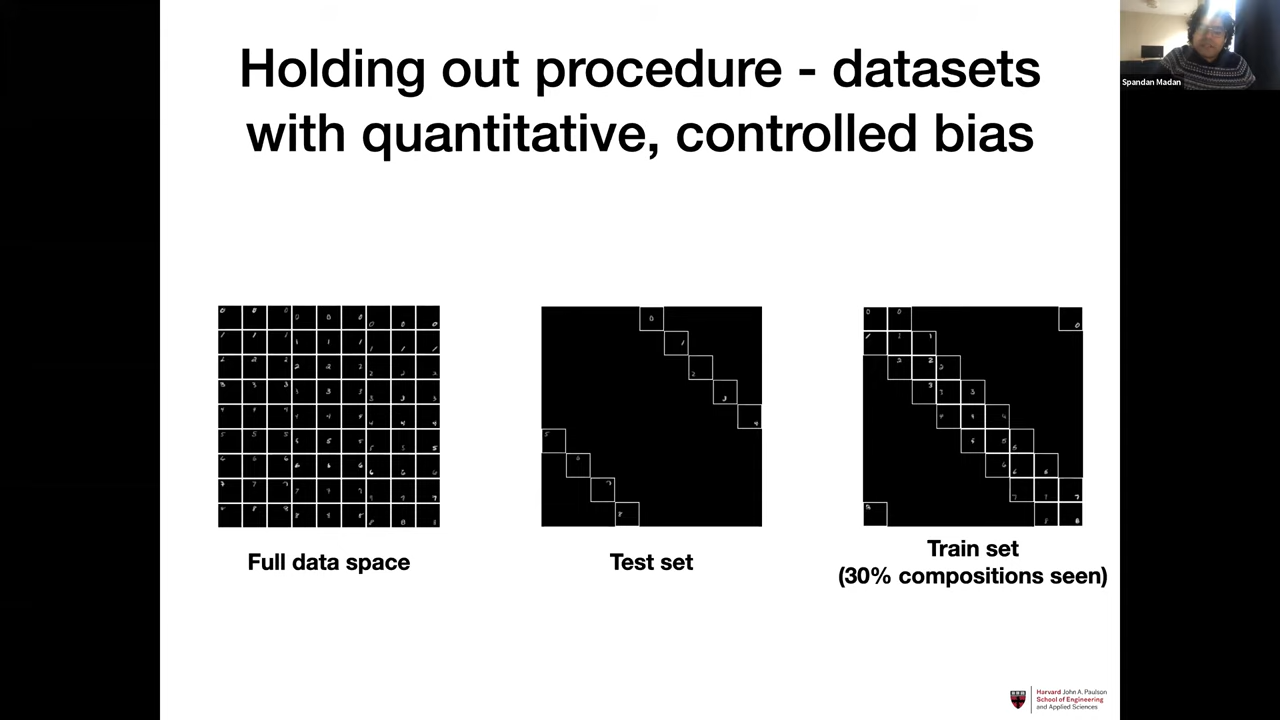 Holding out procedure - datasets
with quantitative, controlled bias
Spandan Madan
Full data space
Test set
Train set
(30% compositions seen)
Harvard John A. Paulson
School of Engineering
and Applied Sciences